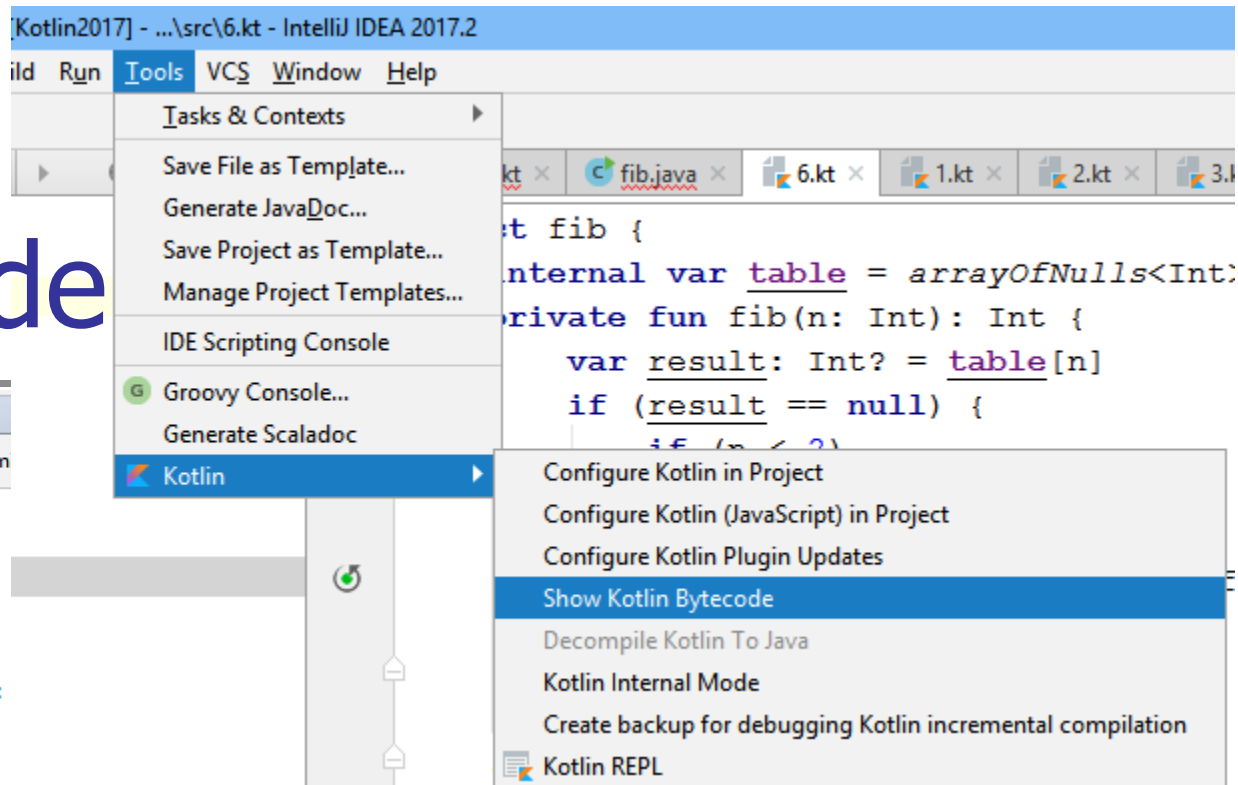 [Kotlin2017] - ...\src\6.kt - IntelliJ IDEA 2017.2
ild Run Tools VCS Window Help
Tasks & Contexts
Save File as Template...
Generate JavaDoc...
Save Project as Template...
Manage Project Templates...
IDE Scripting Console
Groovy Console...
Generate Scaladoc
Kotlin
kt fib.java 6.kt 1.kt 2.kt 3.k
de
ct fib {
internal var table = arrayOfNulls<Int>
private fun fib(n: Int): Int {
var result: Int? = table[n]
if (result == null) {
if (n < 2)
Configure Kotlin in Project
Configure Kotlin (JavaScript) in Project
Configure Kotlin Plugin Updates
Show Kotlin Bytecode
Decompile Kotlin To Java
Kotlin Internal Mode
Create backup for debugging Kotlin incremental compilation
Kotlin REPL